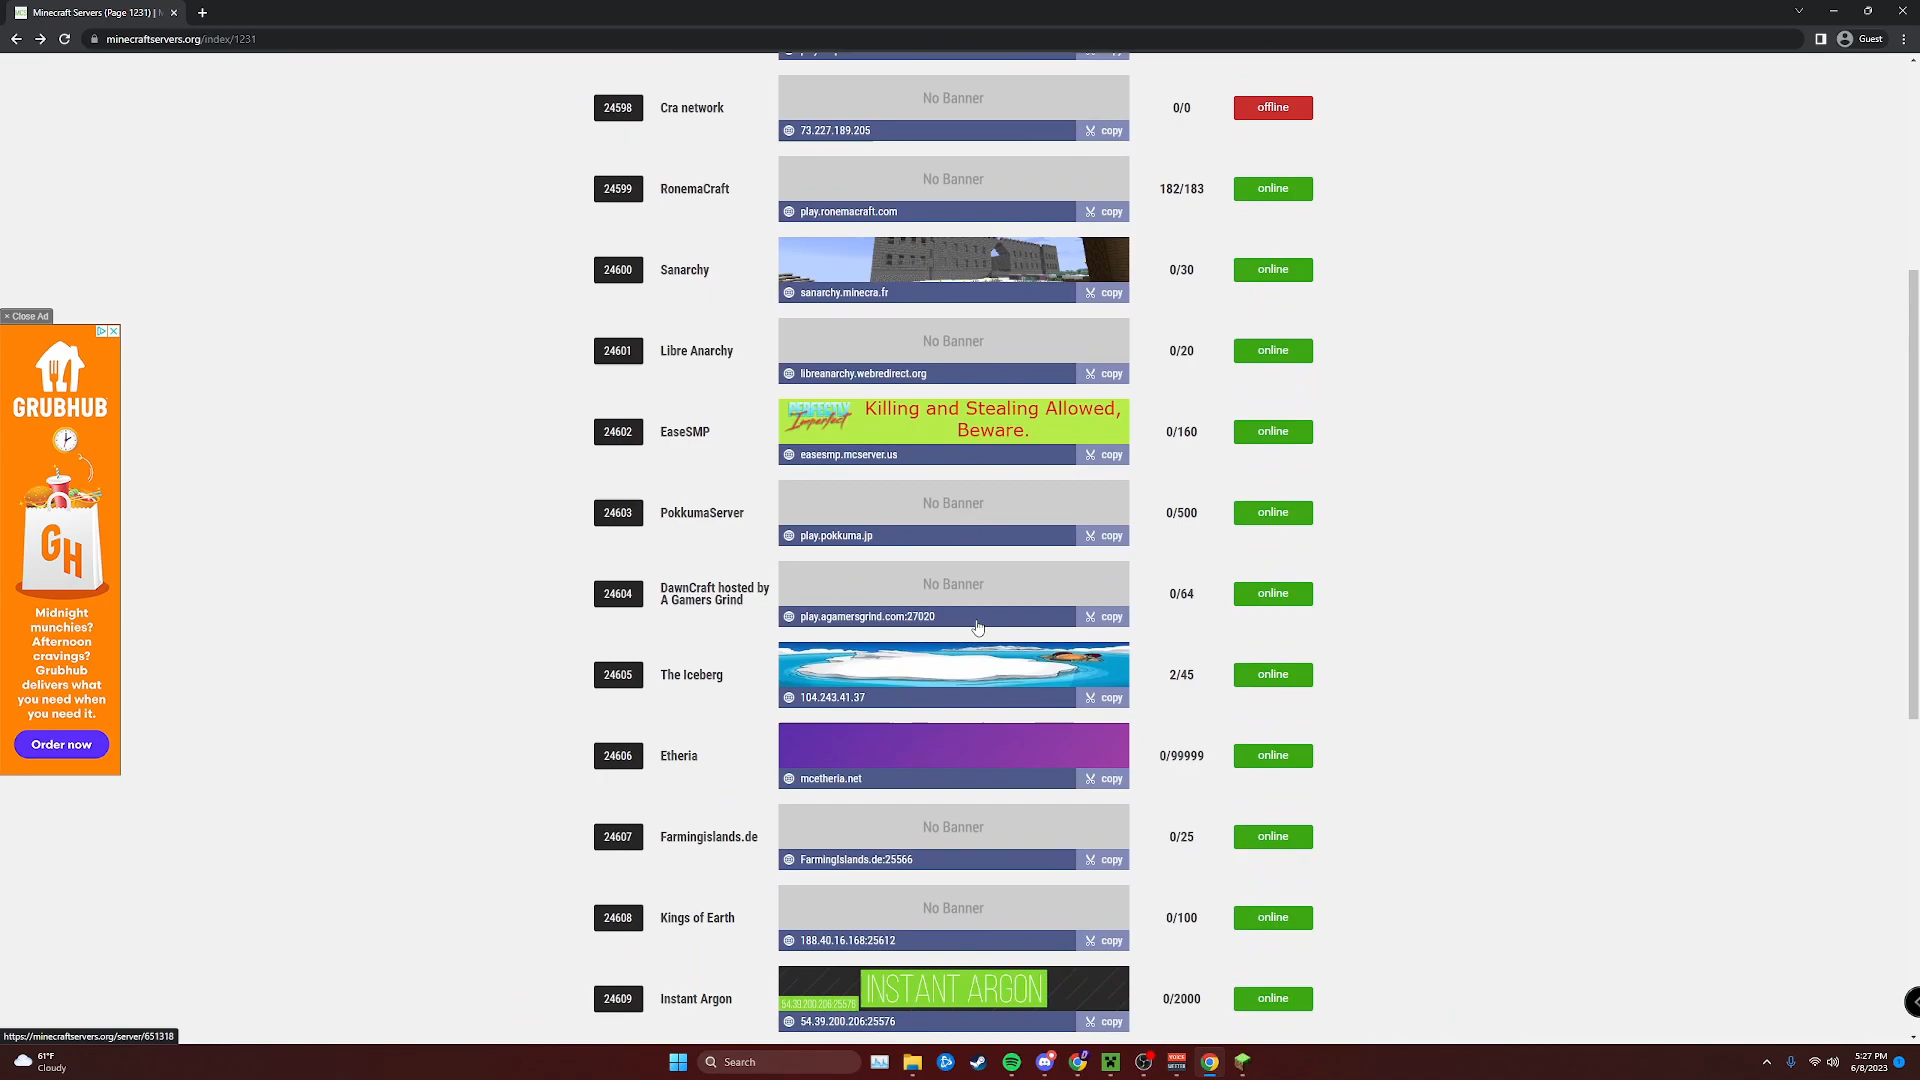 Minecraft Servers (Page 1231) | M
minecraftservers.org/index/1231
Guest
copy
24598 Cra network No Banner 0/0 offline
73.227.189.205 copy
24599 RonemaCraft No Banner 182/183 online
play.ronemacraft.com copy
24600 Sanarchy 0/30 online
sanarchy.minecra.fr copy
24601 Libre Anarchy No Banner 0/20 online
libreanarchy.webredirect.org copy
24602 EaseSMP PERFECTLY Imperfect Killing and Stealing Allowed, Beware. 0/160 online
easesmp.mcserver.us copy
24603 PokkumaServer No Banner 0/500 online
play.pokkuma.jp copy
24604 DawnCraft hosted by A Gamers Grind No Banner 0/64 online
play.agamersgrind.com:27020 copy
24605 The Iceberg 2/45 online
104.243.41.37 copy
24606 Etheria 0/99999 online
mcetheria.net copy
24607 Farmingislands.de No Banner 0/25 online
FarmingIslands.de:25566 copy
24608 Kings of Earth No Banner 0/100 online
188.40.16.168:25612 copy
24609 Instant Argon INSTANT ARGON 54.39.200.206:25576 0/2000 online
54.39.200.206:25576 copy
× Close Ad
GRUBHUB
GH
Midnight
munchies?
Afternoon
cravings?
Grubhub
delivers what
you need when
you need it.
Order now
https://minecraftservers.org/server/651318
61°F
Cloudy
Search
5:27 PM
6/8/2023